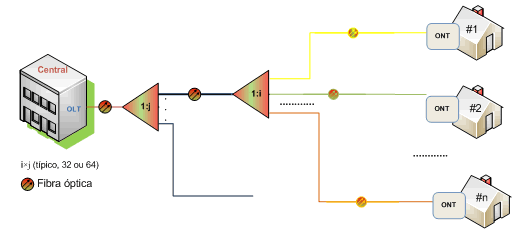 Central
OLT
1:j
1:i
ONT
#1
ONT
#2
ONT
#n
i×j (típico, 32 ou 64)
Fibra óptica